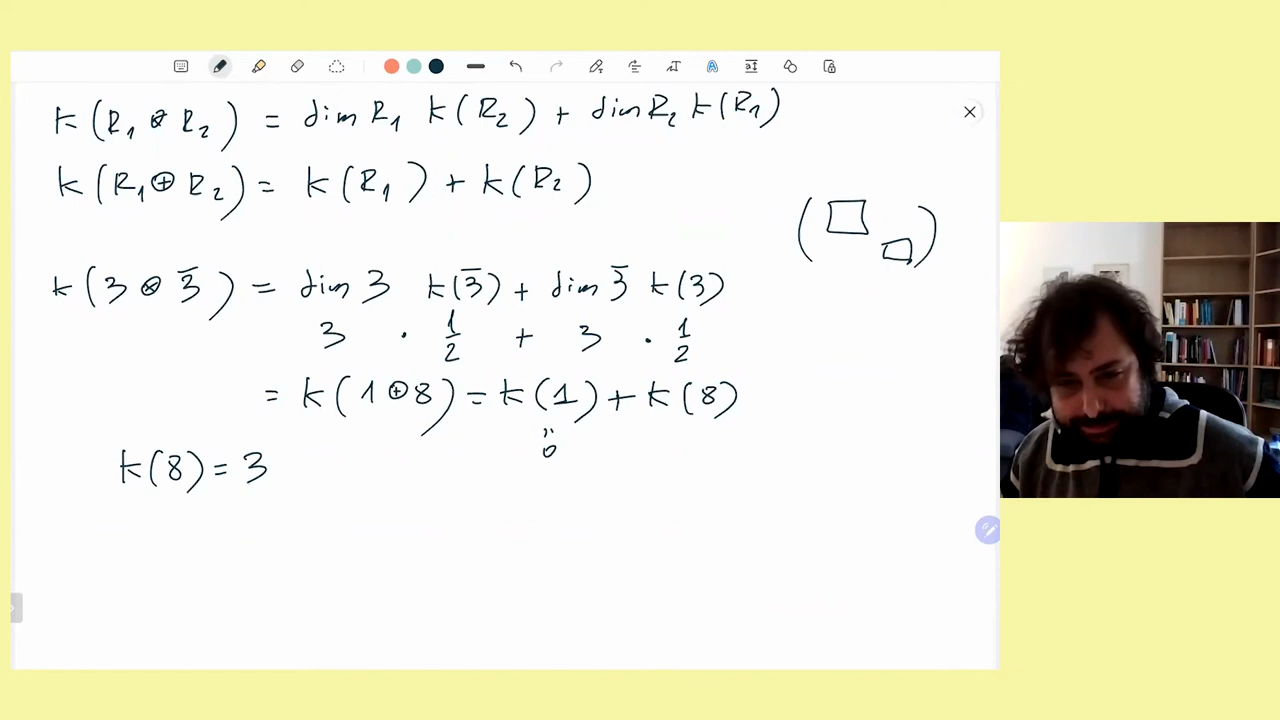 k(R₁ ⊗ R₂) = dim R₁ k(R₂) + dim R₂ k(R₁)
k(R₁ ⊕ R₂) = k(R₁) + k(R₂)
k(3 ⊗ 3̄) = dim 3 k(3̄) + dim 3̄ k(3)
3 · 1/2 + 3 · 1/2
= k(1 ⊕ 8) = k(1) + k(8)
0
k(8) = 3